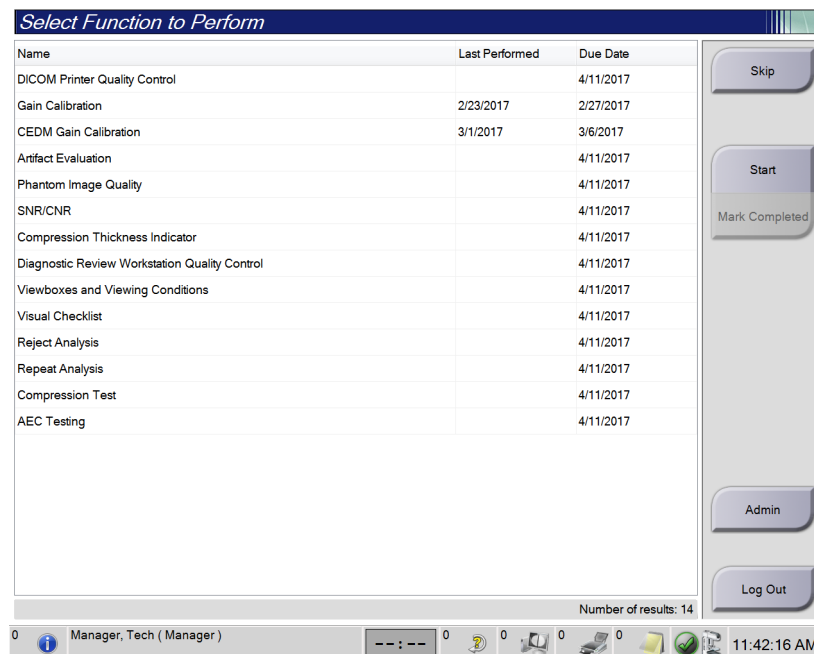 Select Function to Perform
Name Last Performed Due Date
DICOM Printer Quality Control 4/11/2017
Gain Calibration 2/23/2017 2/27/2017
CEDM Gain Calibration 3/1/2017 3/6/2017
Artifact Evaluation 4/11/2017
Phantom Image Quality 4/11/2017
SNR/CNR 4/11/2017
Compression Thickness Indicator 4/11/2017
Diagnostic Review Workstation Quality Control 4/11/2017
Viewboxes and Viewing Conditions 4/11/2017
Visual Checklist 4/11/2017
Reject Analysis 4/11/2017
Repeat Analysis 4/11/2017
Compression Test 4/11/2017
AEC Testing 4/11/2017
Number of results: 14
Skip
Start
Mark Completed
Admin
Log Out
0 Manager, Tech ( Manager ) --:-- 0 0 0 0 11:42:16 AM